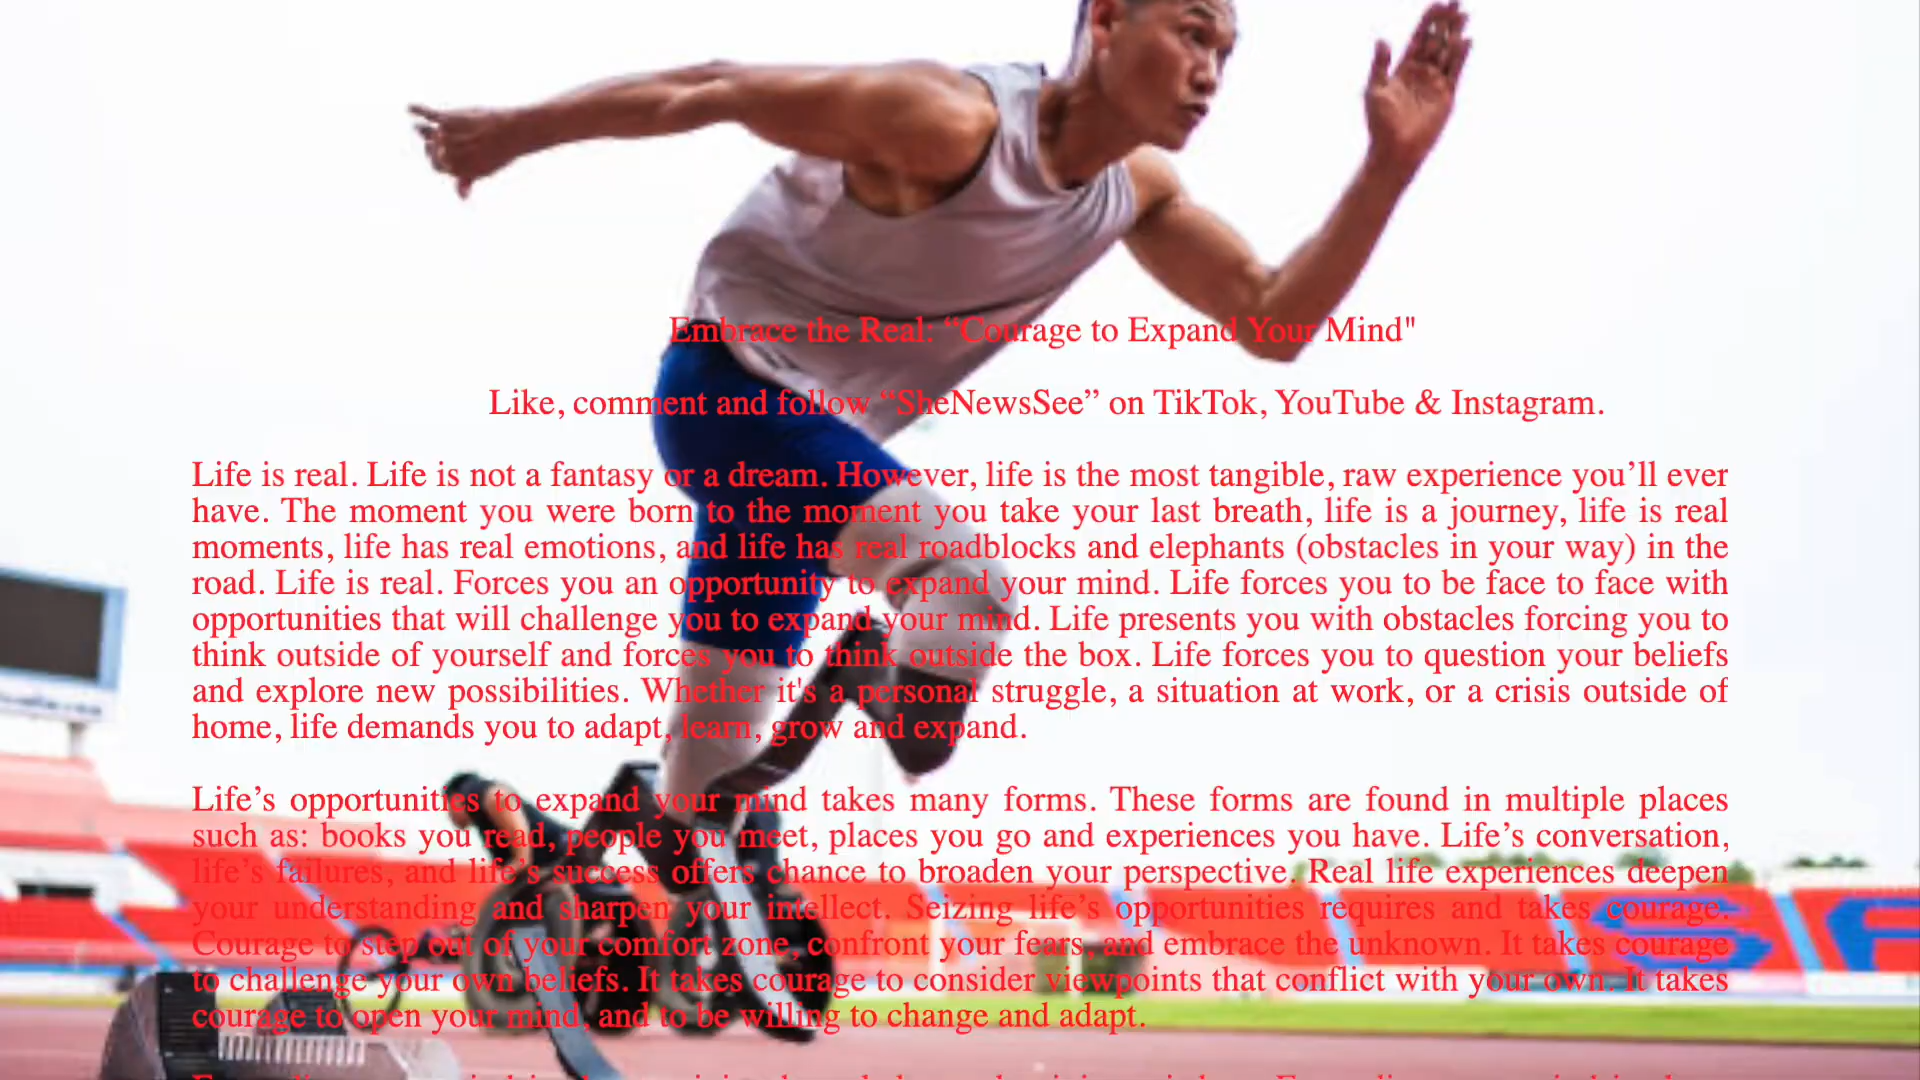 Embrace the Real: “Courage to Expand Your Mind"
Like, comment and follow “SheNewsSee” on TikTok, YouTube & Instagram.
Life is real. Life is not a fantasy or a dream. However, life is the most tangible, raw experience you’ll ever
have. The moment you were born to the moment you take your last breath, life is a journey, life is real
moments, life has real emotions, and life has real roadblocks and elephants (obstacles in your way) in the
road. Life is real. Forces you an opportunity to expand your mind. Life forces you to be face to face with
opportunities that will challenge you to expand your mind. Life presents you with obstacles forcing you to
think outside of yourself and forces you to think outside the box. Life forces you to question your beliefs
and explore new possibilities. Whether it's a personal struggle, a situation at work, or a crisis outside of
home, life demands you to adapt, learn, grow and expand.
Life’s opportunities to expand your mind takes many forms. These forms are found in multiple places
such as: books you read, people you meet, places you go and experiences you have. Life’s conversation,
life’s failures, and life’s success offers chance to broaden your perspective. Real life experiences deepen
your understanding and sharpen your intellect. Seizing life’s opportunities requires and takes courage.
Courage to step out of your comfort zone, confront your fears, and embrace the unknown. It takes courage
to challenge your own beliefs. It takes courage to consider viewpoints that conflict with your own. It takes
courage to open your mind, and to be willing to change and adapt.